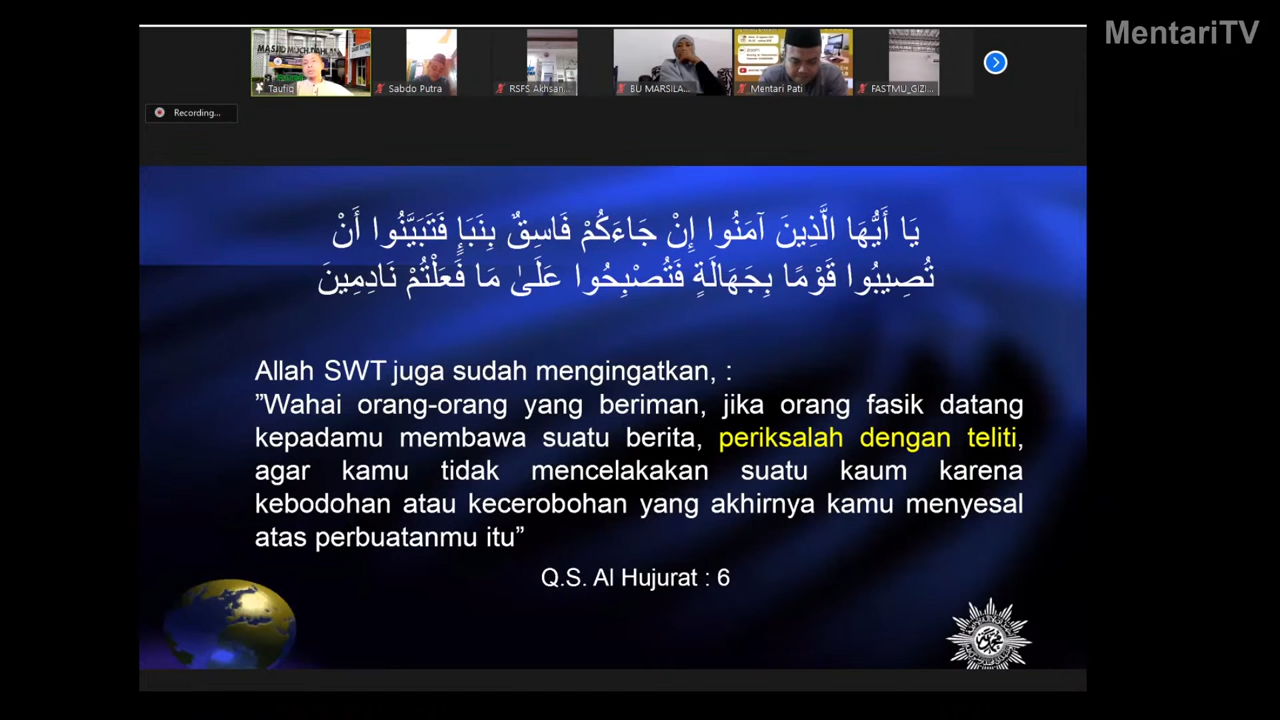 MentariTV
MASJID MUCH DAHLAN
Taufiq
Sabdo Putra
RSFS Akhsan...
BU MARSILA...
Mentari Pati
FASTMU_GIZI...
Recording...
يَا أَيُّهَا الَّذِينَ آمَنُوا إِنْ جَاءَكُمْ فَاسِقٌ بِنَبَإٍ فَتَبَيَّنُوا أَنْ
تُصِيبُوا قَوْمًا بِجَهَالَةٍ فَتُصْبِحُوا عَلَىٰ مَا فَعَلْتُمْ نَادِمِينَ
Allah SWT juga sudah mengingatkan, :
”Wahai orang-orang yang beriman, jika orang fasik datang
kepadamu membawa suatu berita, periksalah dengan teliti,
agar kamu tidak mencelakakan suatu kaum karena
kebodohan atau kecerobohan yang akhirnya kamu menyesal
atas perbuatanmu itu”
Q.S. Al Hujurat : 6